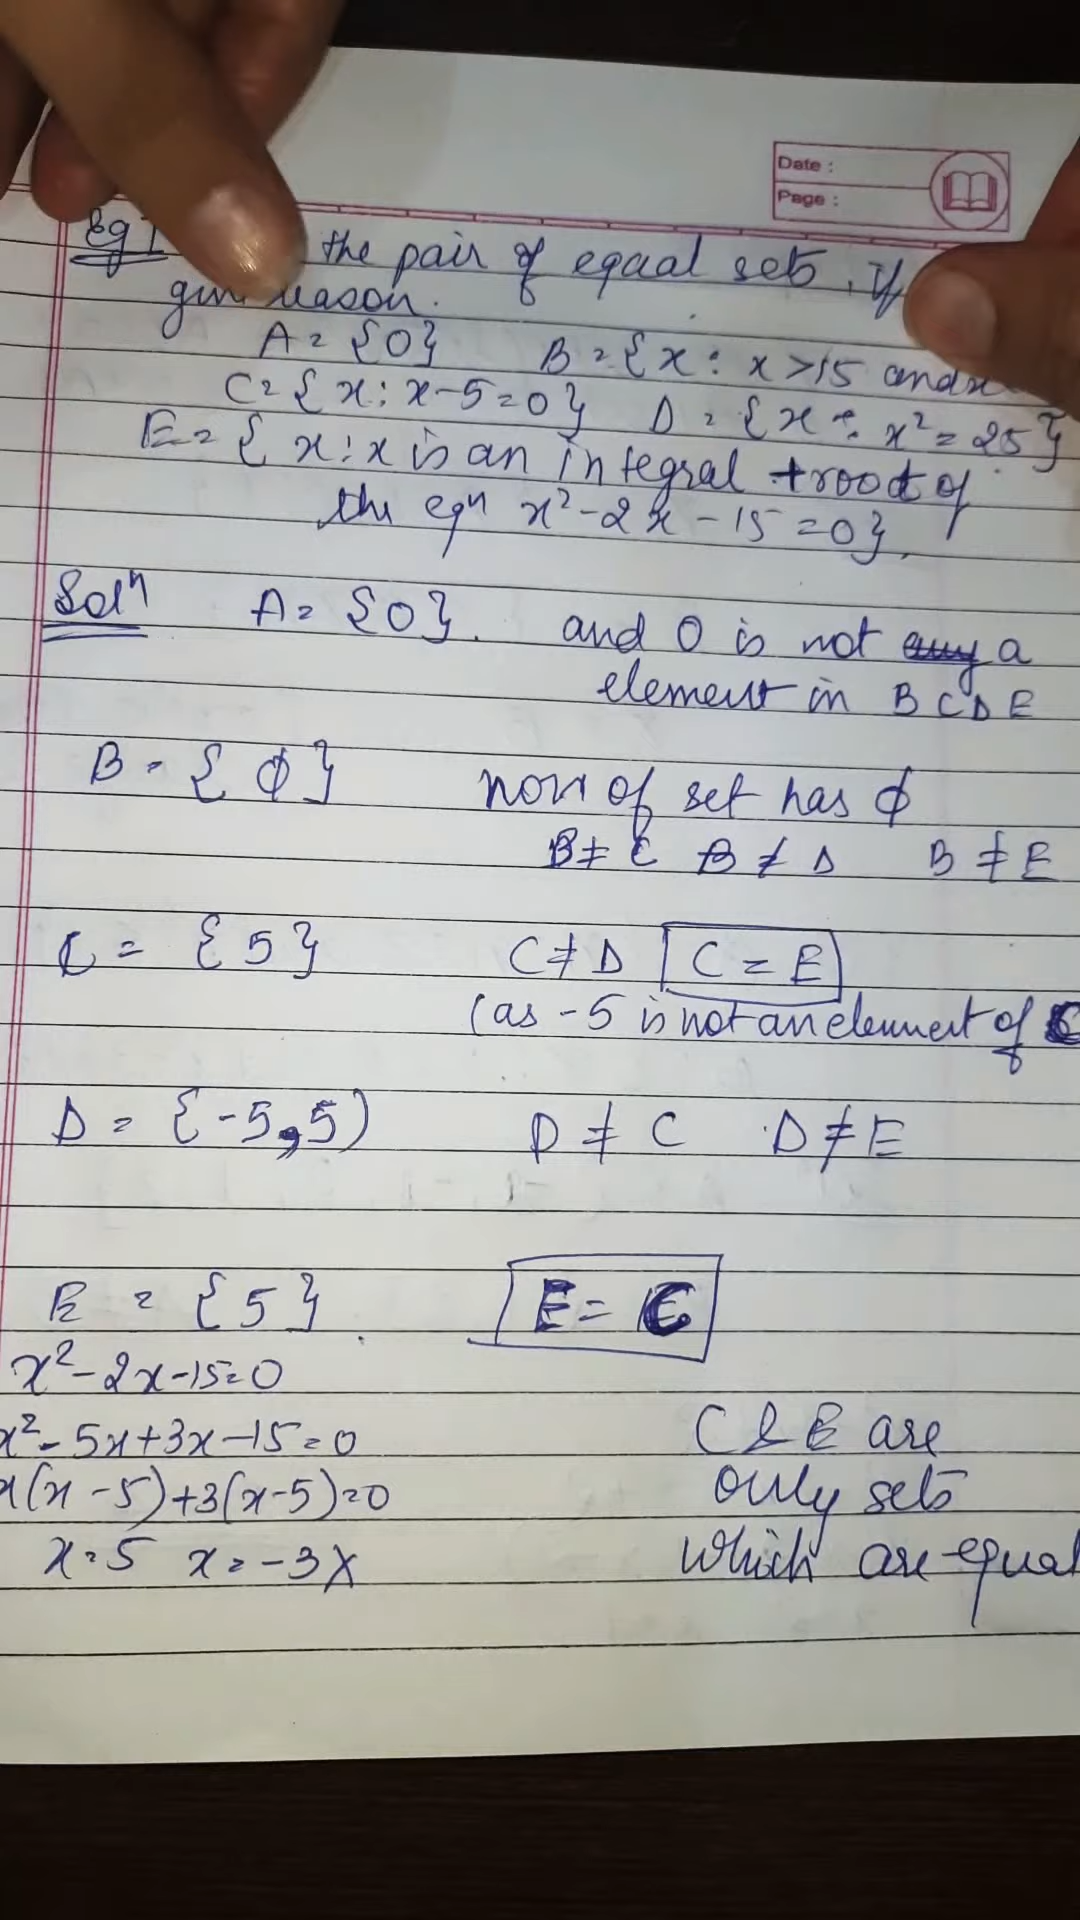 Date :
Page :
Eg 1 the pair of equal sets, if
reason.
A = {0} B = {x : x >15 and x
C = {x : x-5=0} D = {x : x² = 25}
E = { x : x is an integral +root of
the eqⁿ x²-2x-15=0}.
Solⁿ A = {0}. and 0 is not a
element in B C D E
B = { ϕ } non of set has ϕ
B ≠ C B ≠ D B ≠ E
C = {5} C ≠ D C = E
(as -5 is not an element of C
D = {-5,5) D ≠ C D ≠ E
E = {5} E = C
x²-2x-15=0
x²-5x+3x-15=0
x(x-5)+3(x-5)=0
x=5 x=-3X
C & E are
only sets
which are equal